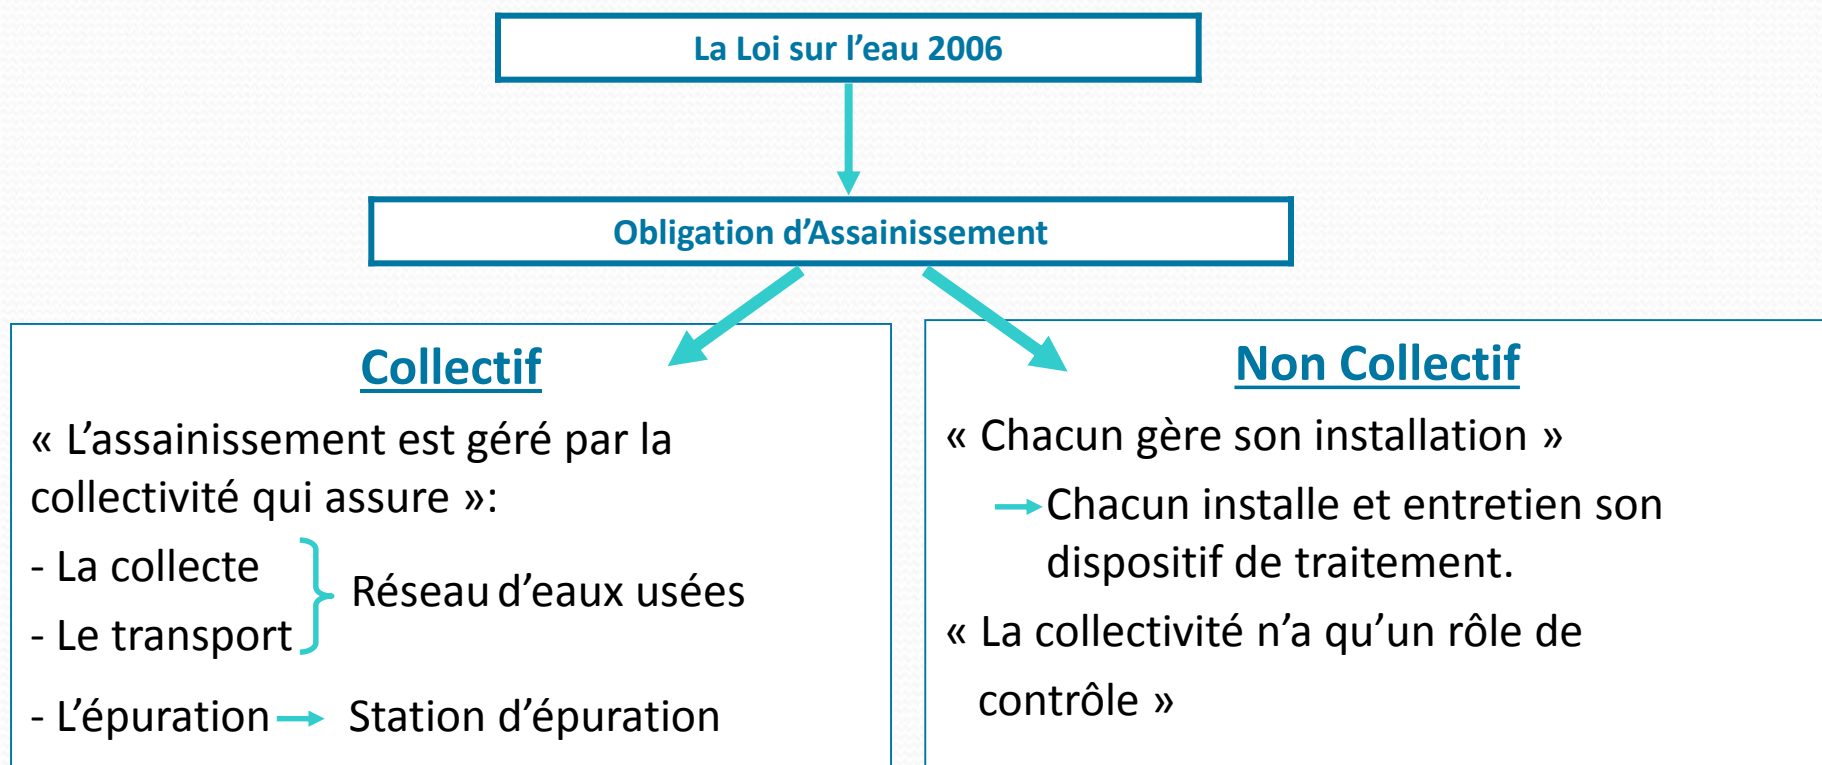 La Loi sur l’eau 2006
Obligation d’Assainissement
Collectif
« L’assainissement est géré par la
collectivité qui assure »:
- La collecte
- Le transport
Réseau d’eaux usées
- L’épuration
Station d’épuration
Non Collectif
« Chacun gère son installation »
Chacun installe et entretien son
dispositif de traitement.
« La collectivité n’a qu’un rôle de
contrôle »